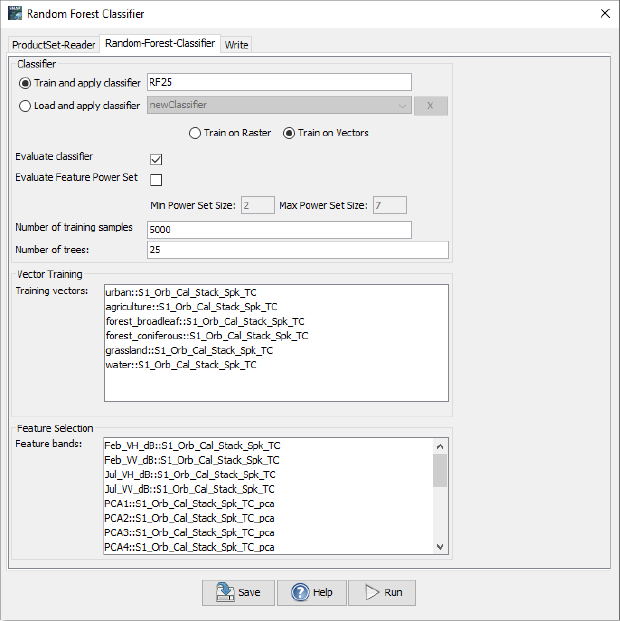 Random Forest Classifier
ProductSet-Reader Random-Forest-Classifier Write
Classifier
Train and apply classifier RF25
Load and apply classifier newClassifier X
Train on Raster Train on Vectors
Evaluate classifier
Evaluate Feature Power Set
Min Power Set Size: 2 Max Power Set Size: 7
Number of training samples 5000
Number of trees: 25
Vector Training
Training vectors: urban::S1_Orb_Cal_Stack_Spk_TC
agriculture::S1_Orb_Cal_Stack_Spk_TC
forest_broadleaf::S1_Orb_Cal_Stack_Spk_TC
forest_coniferous::S1_Orb_Cal_Stack_Spk_TC
grassland::S1_Orb_Cal_Stack_Spk_TC
water::S1_Orb_Cal_Stack_Spk_TC
Feature Selection
Feature bands: Feb_VH_dB::S1_Orb_Cal_Stack_Spk_TC
Feb_VV_dB::S1_Orb_Cal_Stack_Spk_TC
Jul_VH_dB::S1_Orb_Cal_Stack_Spk_TC
Jul_VV_dB::S1_Orb_Cal_Stack_Spk_TC
PCA1::S1_Orb_Cal_Stack_Spk_TC_pca
PCA2::S1_Orb_Cal_Stack_Spk_TC_pca
PCA3::S1_Orb_Cal_Stack_Spk_TC_pca
PCA4::S1_Orb_Cal_Stack_Spk_TC_pca
Save Help Run